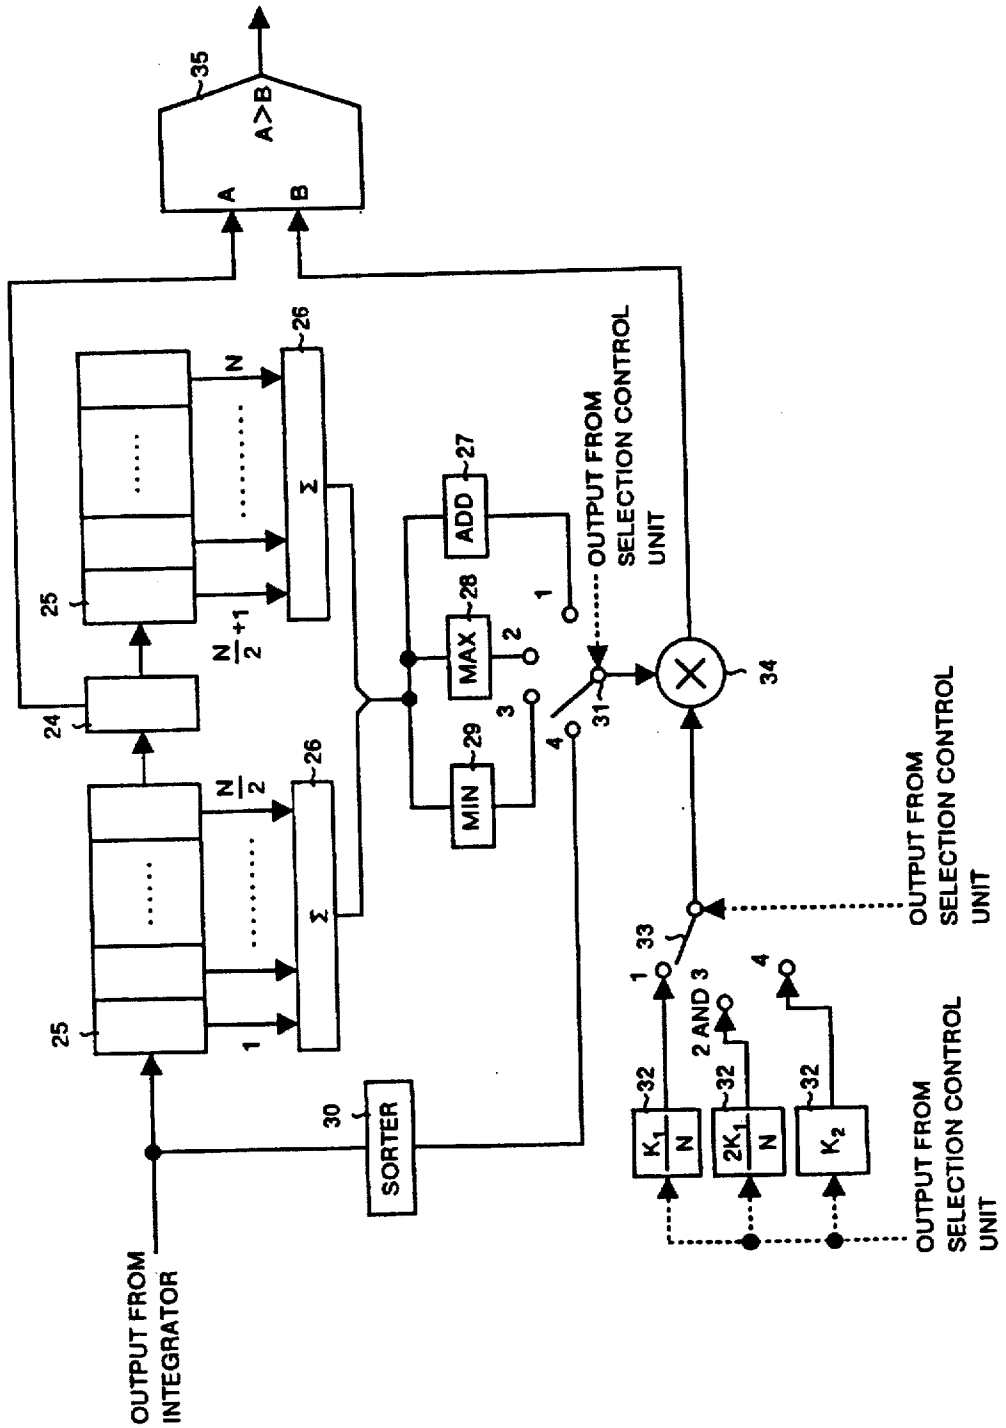 OUTPUT FROM
INTEGRATOR
25
24
25
1
N
2
N
2
+1
N
26
26
Σ
Σ
35
A
B
A>B
30
SORTER
29
MIN
28
MAX
27
ADD
4
3
2
1
31
OUTPUT FROM
SELECTION CONTROL
UNIT
34
33
1
2 AND 3
4
32
K1
N
32
2K1
N
32
K2
OUTPUT FROM
SELECTION CONTROL
UNIT
OUTPUT FROM
SELECTION CONTROL
UNIT